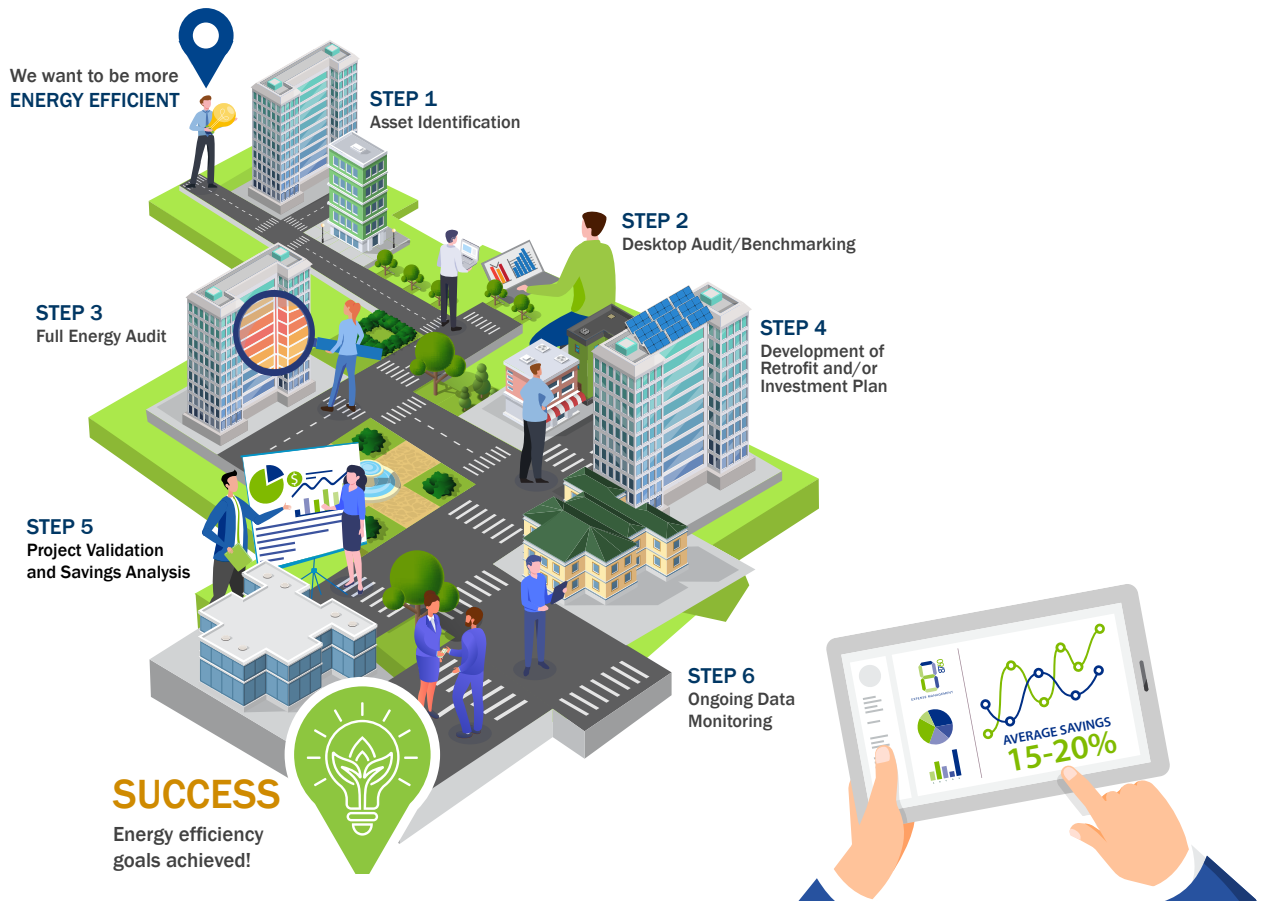 We want to be more
ENERGY EFFICIENT
STEP 1
Asset Identification
STEP 2
Desktop Audit/Benchmarking
STEP 3
Full Energy Audit
STEP 4
Development of
Retrofit and/or
Investment Plan
STEP 5
Project Validation
and Savings Analysis
STEP 6
Ongoing Data
Monitoring
SUCCESS
Energy efficiency
goals achieved!
$
EXPENSE MANAGEMENT
AVERAGE SAVINGS
15-20%